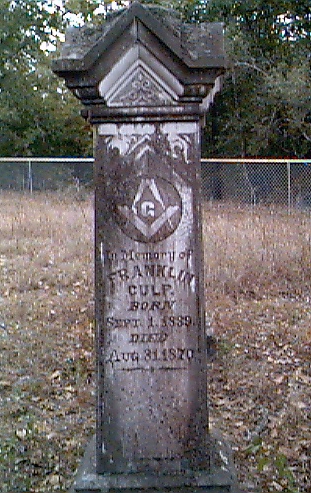 G
In Memory of
FRANKLIN
CULP.
BORN
SEPT. 1. 1839.
DIED
AUG. 31. 1870.